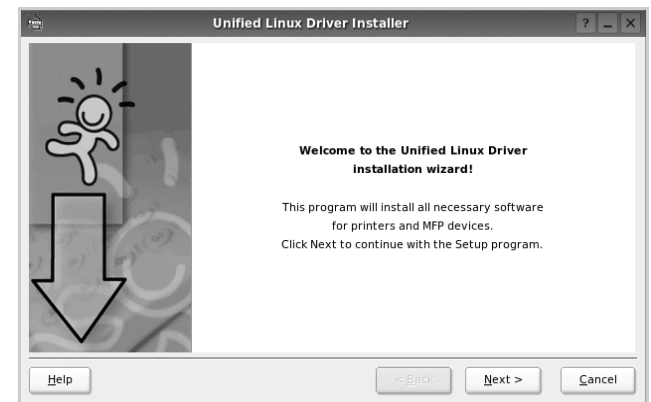 Unified Linux Driver Installer
Welcome to the Unified Linux Driver
installation wizard!
This program will install all necessary software
for printers and MFP devices.
Click Next to continue with the Setup program.
Help
< Back
Next >
Cancel